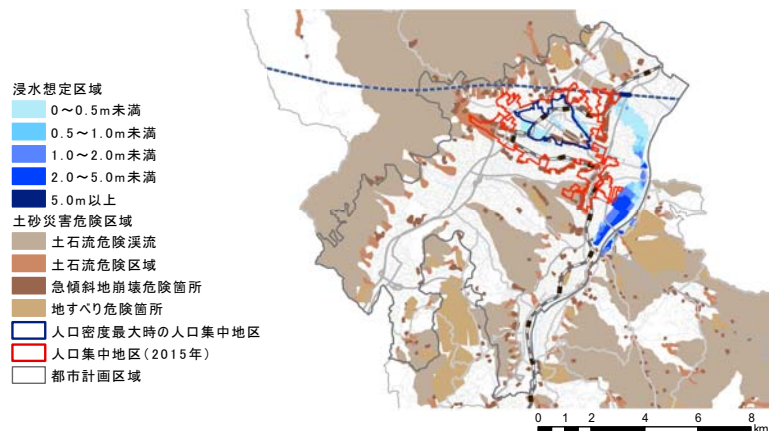 浸水想定区域
0～0.5m未満
0.5～1.0m未満
1.0～2.0m未満
2.0～5.0m未満
5.0m以上
土砂災害危険区域
土石流危険渓流
土石流危険区域
急傾斜地崩壊危険箇所
地すべり危険箇所
人口密度最大時の人口集中地区
人口集中地区(2015年)
都市計画区域
0 1 2 4 6 8
km